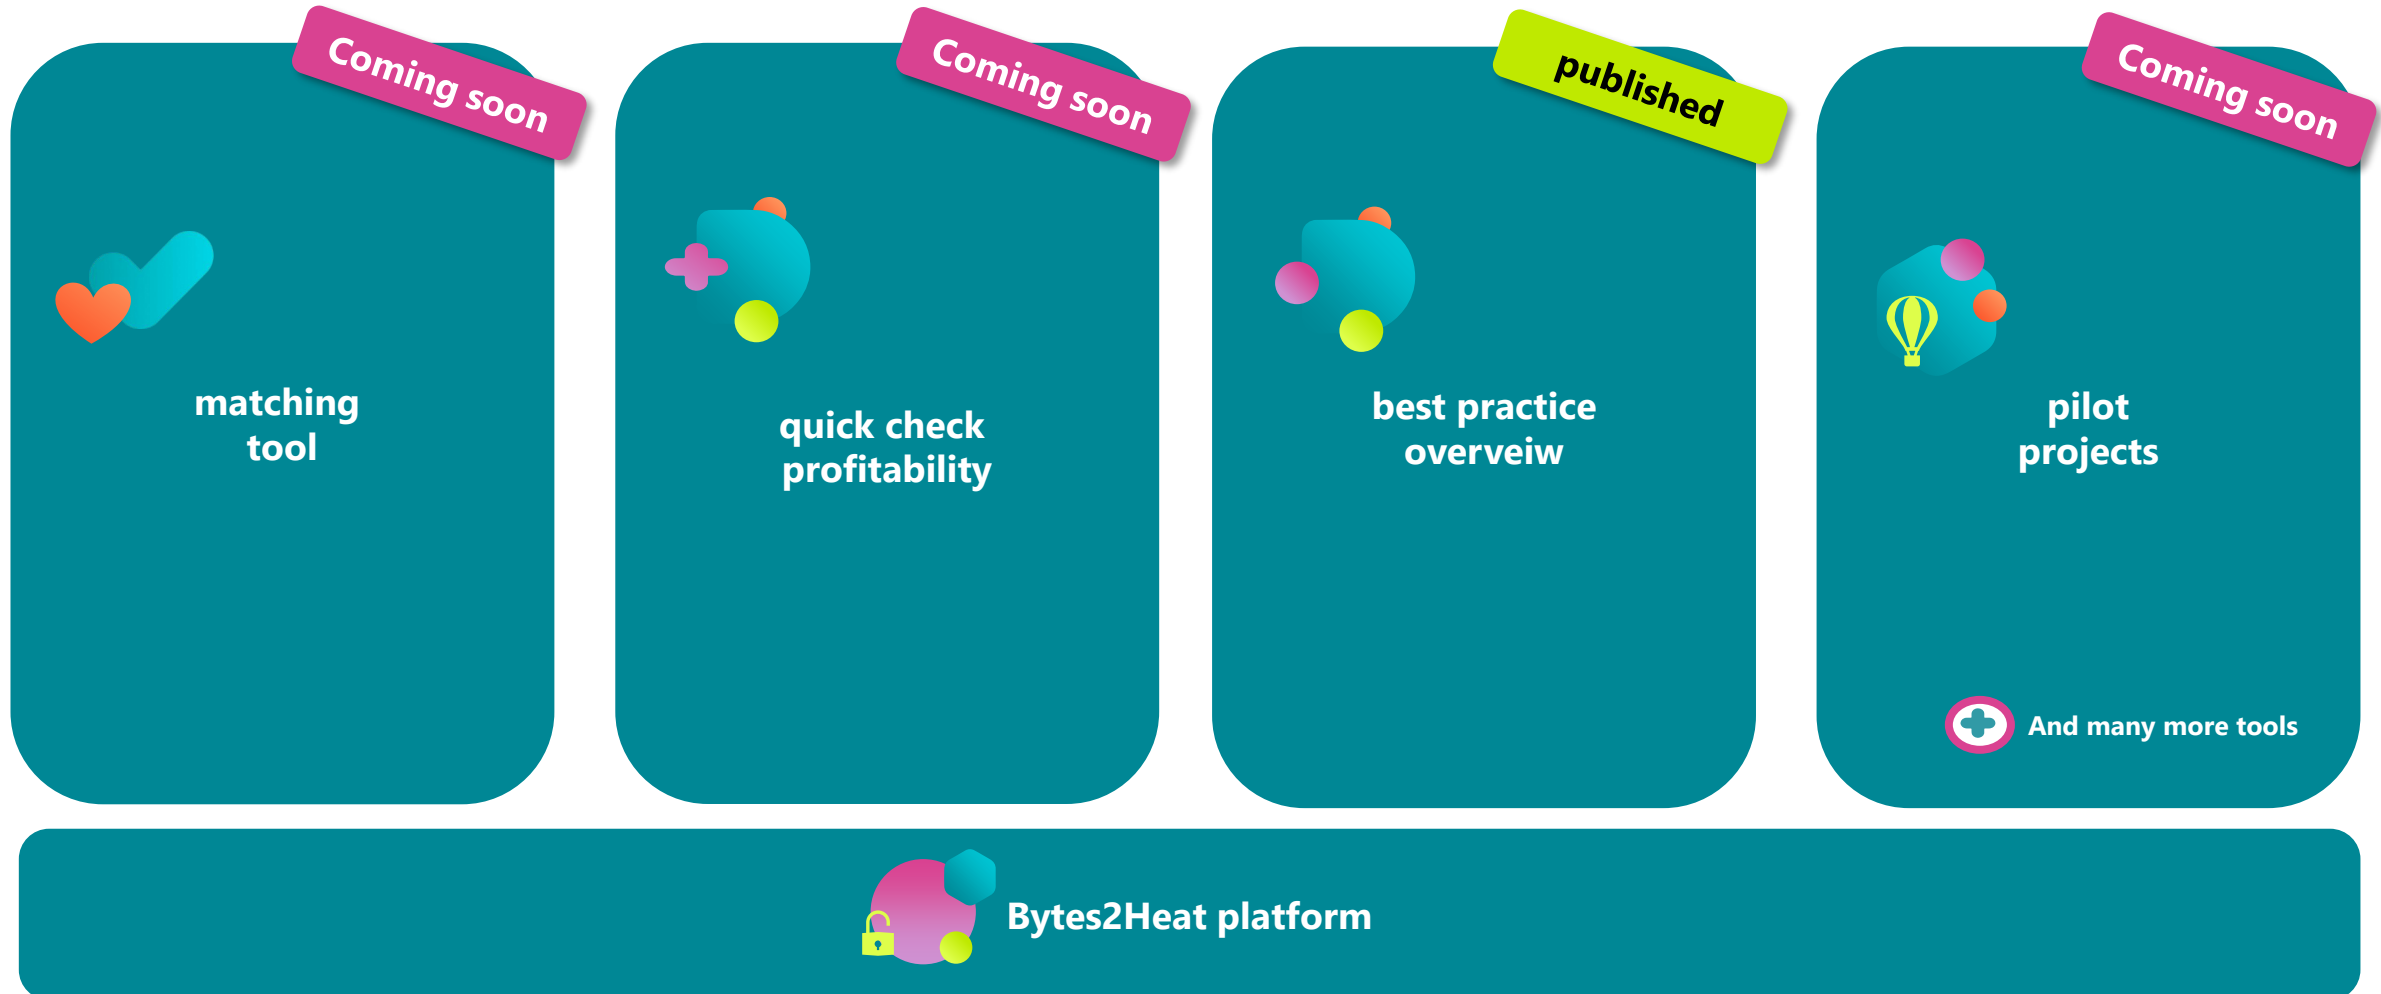 Coming soon
matching
tool
Coming soon
quick check
profitability
published
best practice
overveiw
Coming soon
pilot
projects
And many more tools
Bytes2Heat platform